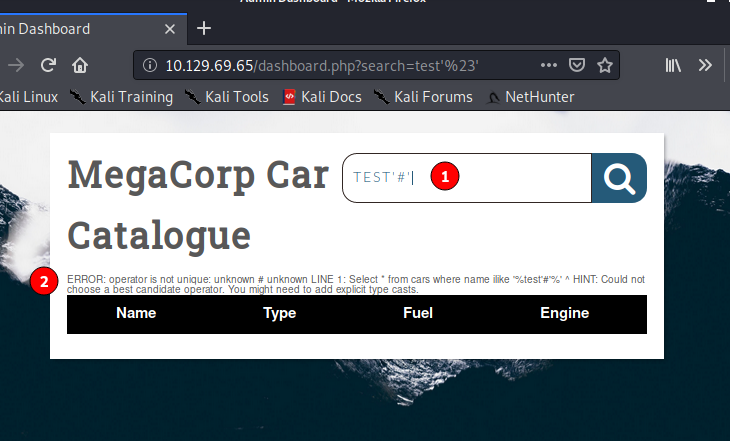 Admin Dashboard - Mozilla Firefox
in Dashboard
10.129.69.65/dashboard.php?search=test'%23'
Kali Linux Kali Training Kali Tools Kali Docs Kali Forums NetHunter
MegaCorp Car
TEST'#'
1
Catalogue
2
ERROR: operator is not unique: unknown # unknown LINE 1: Select * from cars where name ilike '%test'#'%' ^ HINT: Could not
choose a best candidate operator. You might need to add explicit type casts.
Name Type Fuel Engine